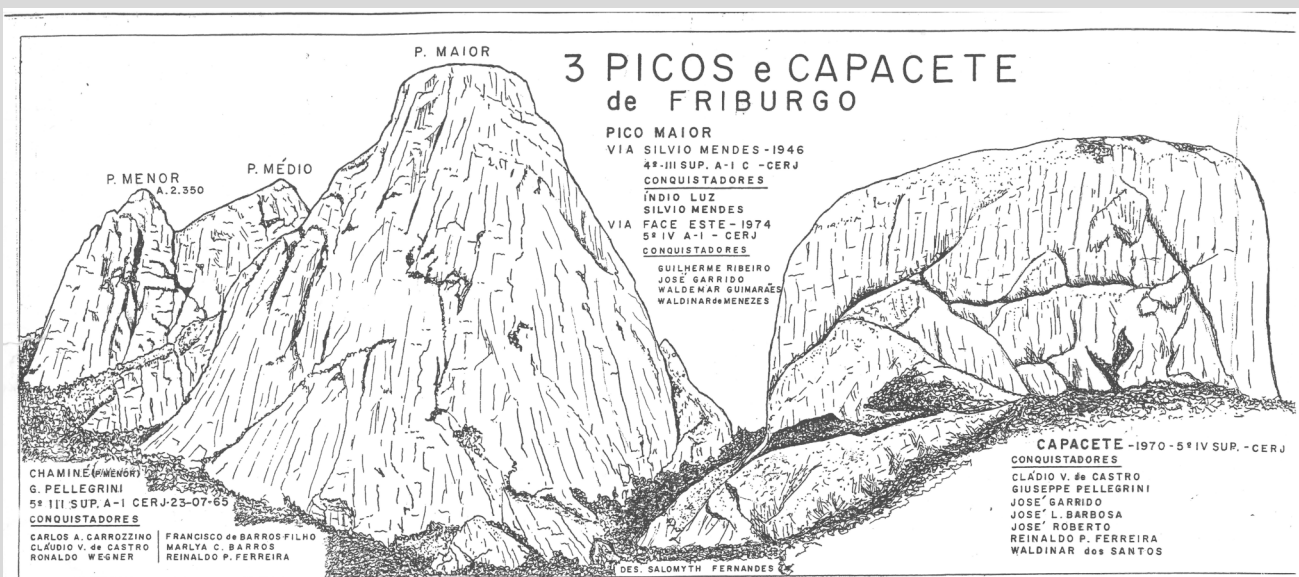 3 PICOS e CAPACETE
de FRIBURGO
P. MAIOR
P. MÉDIO
P. MENOR
A. 2.350
PICO MAIOR
VIA SILVIO MENDES - 1946
4º - III SUP. A-I C - CERJ
CONQUISTADORES
ÍNDIO LUZ
SILVIO MENDES
VIA FACE ESTE - 1974
5º IV A-I - CERJ
CONQUISTADORES
GUILHERME RIBEIRO
JOSÉ GARRIDO
WALDEMAR GUIMARÃES
WALDINAR de MENEZES
CHAMINÉ (P/MENOR)
G. PELLEGRINI
5º III SUP. A-I CERJ-23-07-65
CONQUISTADORES
CARLOS A. CARROZZINO
CLÁUDIO V. de CASTRO
RONALDO WEGNER
FRANCISCO de BARROS FILHO
MARLYA C. BARROS
REINALDO P. FERREIRA
CAPACETE - 1970 - 5º IV SUP. - CERJ
CONQUISTADORES
CLÁDIO V. de CASTRO
GIUSEPPE PELLEGRINI
JOSÉ GARRIDO
JOSÉ L. BARBOSA
JOSÉ ROBERTO
REINALDO P. FERREIRA
WALDINAR dos SANTOS
DES. SALOMYTH FERNANDES